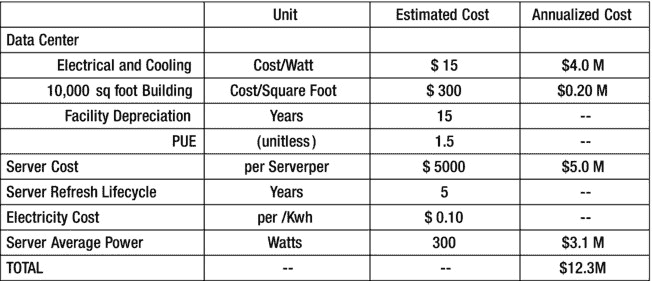 Unit Estimated Cost Annualized Cost
Data Center
Electrical and Cooling Cost/Watt $ 15 $4.0 M
10,000 sq foot Building Cost/Square Foot $ 300 $0.20 M
Facility Depreciation Years 15 --
PUE (unitless) 1.5 --
Server Cost per Serverper $ 5000 $5.0 M
Server Refresh Lifecycle Years 5 --
Electricity Cost per /Kwh $ 0.10 --
Server Average Power Watts 300 $3.1 M
TOTAL -- -- $12.3M